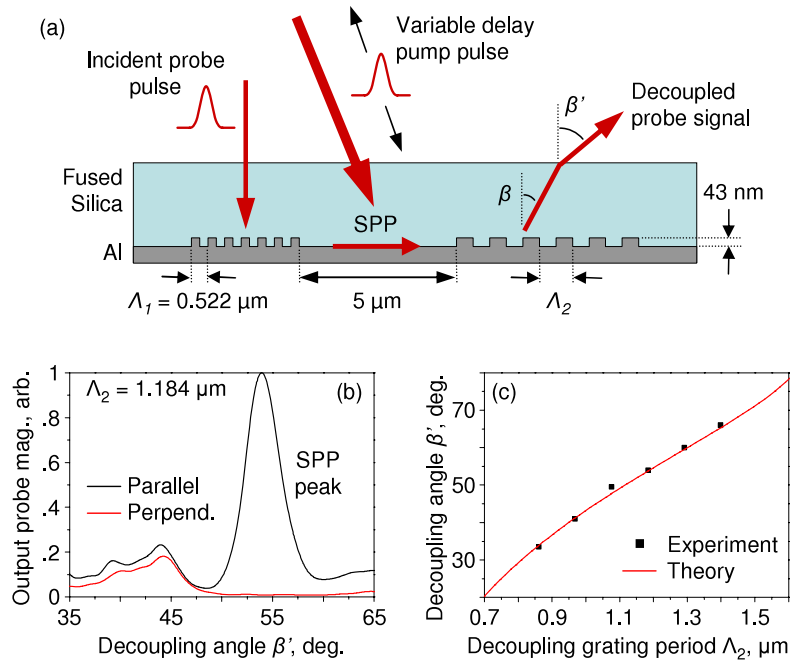 (a)
Incident probe
pulse
Variable delay
pump pulse
β'
Decoupled
probe signal
Fused
Silica
β
SPP
43 nm
Al
Λ1 = 0.522 μm
5 μm
Λ2
(b)
Λ2 = 1.184 μm
Output probe mag., arb.
1
.8
.6
.4
.2
0
SPP
peak
Parallel
Perpend.
35 45 55 65
Decoupling angle β', deg.
(c)
Decoupling angle β', deg.
70
50
30
Experiment
Theory
0.7 0.9 1.1 1.3 1.5
Decoupling grating period Λ2, μm